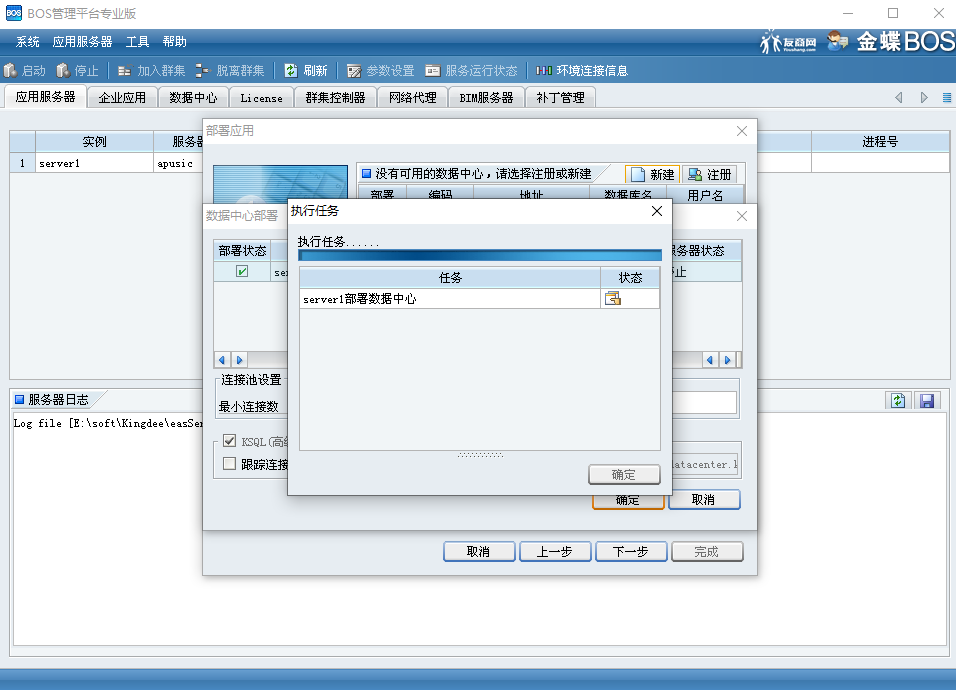 BOS BOS管理平台专业版
系统 应用服务器 工具 帮助
友商网 Youshang.com 金蝶BOS
启动 停止 加入群集 脱离群集 刷新 参数设置 服务运行状态 环境连接信息
应用服务器 企业应用 数据中心 License 群集控制器 网络代理 BIM服务器 补丁管理
部署应用
实例 服务器 进程号
1 server1 apusic
没有可用的数据中心，请选择注册或新建 新建 注册
部署 编码 地址 数据库名 用户名
数据中心部署
执行任务
部署状态 服务器状态
ser 停止
执行任务......
任务 状态
server1部署数据中心
连接池设置
最小连接数
服务器日志
Log file [E:\soft\Kingdee\easSer
KSQL(高级
跟踪连接 datacenter.l
确定
确定 取消
取消 上一步 下一步 完成